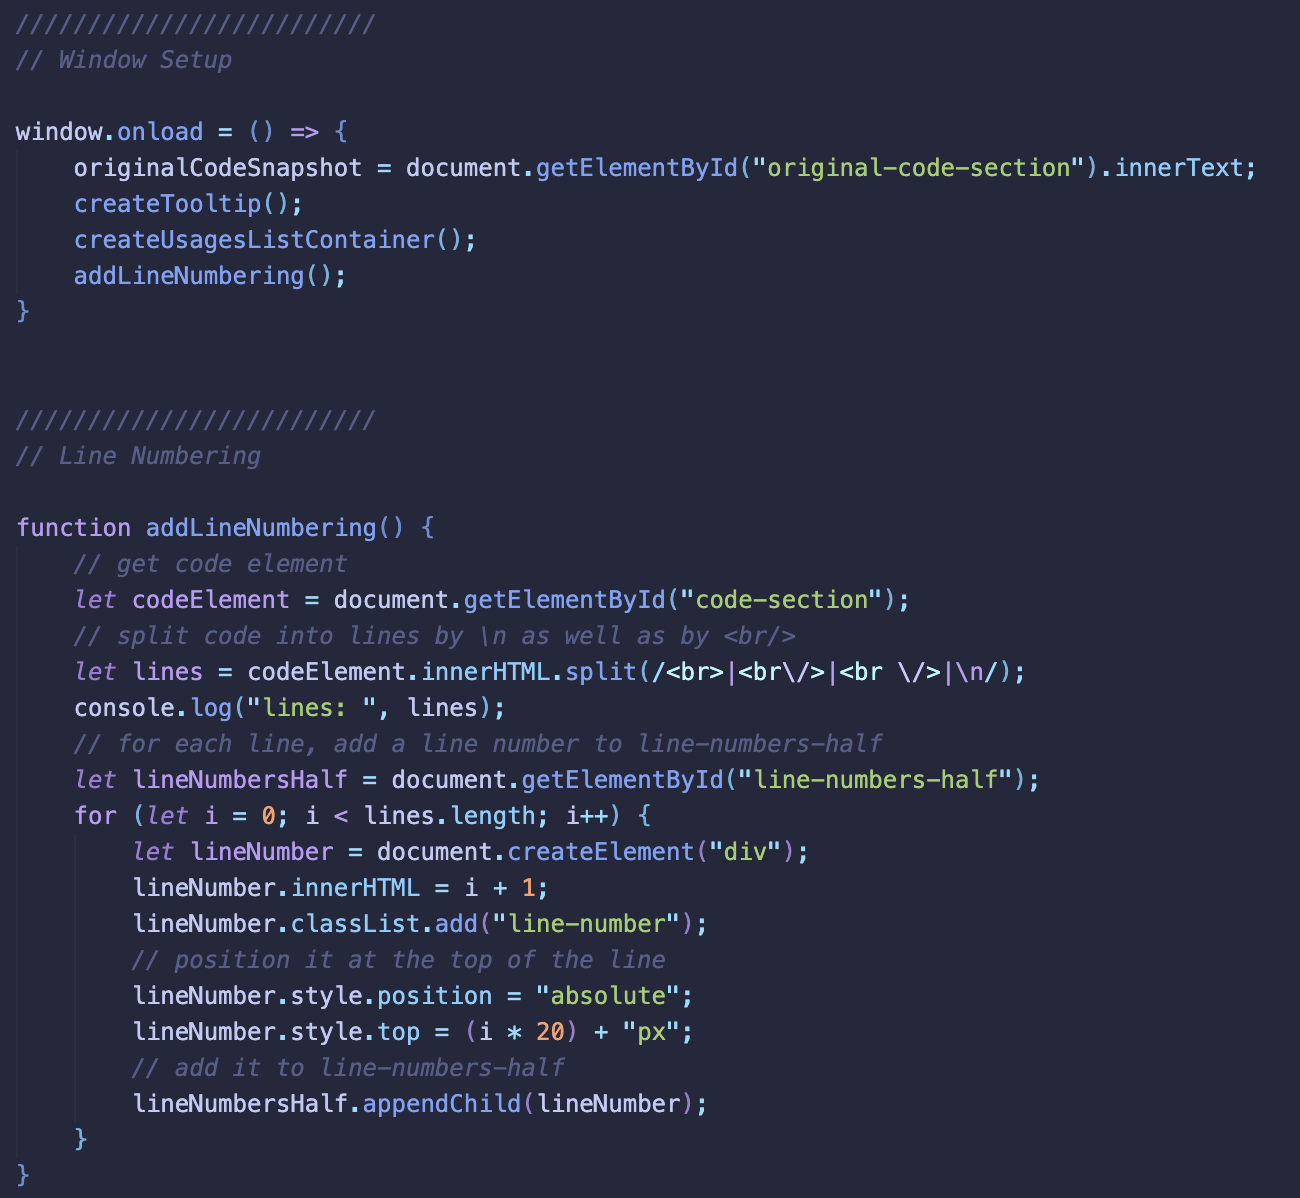 /////////////////////////
// Window Setup
window.onload = () => {
originalCodeSnapshot = document.getElementById("original-code-section").innerText;
createTooltip();
createUsagesListContainer();
addLineNumbering();
}
/////////////////////////
// Line Numbering
function addLineNumbering() {
// get code element
let codeElement = document.getElementById("code-section");
// split code into lines by \n as well as by <br/>
let lines = codeElement.innerHTML.split(/<br>|<br\/>|<br \/>|\n/);
console.log("lines: ", lines);
// for each line, add a line number to line-numbers-half
let lineNumbersHalf = document.getElementById("line-numbers-half");
for (let i = 0; i < lines.length; i++) {
let lineNumber = document.createElement("div");
lineNumber.innerHTML = i + 1;
lineNumber.classList.add("line-number");
// position it at the top of the line
lineNumber.style.position = "absolute";
lineNumber.style.top = (i * 20) + "px";
// add it to line-numbers-half
lineNumbersHalf.appendChild(lineNumber);
}
}